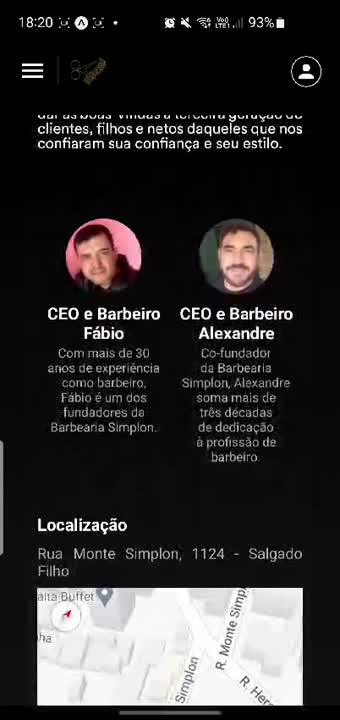 18:20
93%
dar as boas-vindas a terceira geração de
clientes, filhos e netos daqueles que nos
confiaram sua confiança e seu estilo.
CEO e Barbeiro
Fábio
Com mais de 30
anos de experiência
como barbeiro,
Fábio é um dos
fundadores da
Barbearia Simplon.
CEO e Barbeiro
Alexandre
Co-fundador
da Barbearia
Simplon, Alexandre
soma mais de
três décadas
de dedicação
à profissão de
barbeiro.
Localização
Rua Monte Simplon, 1124 - Salgado
Filho
alta Buffet
ha
Simplon
R. Monte Simpl
R. Her